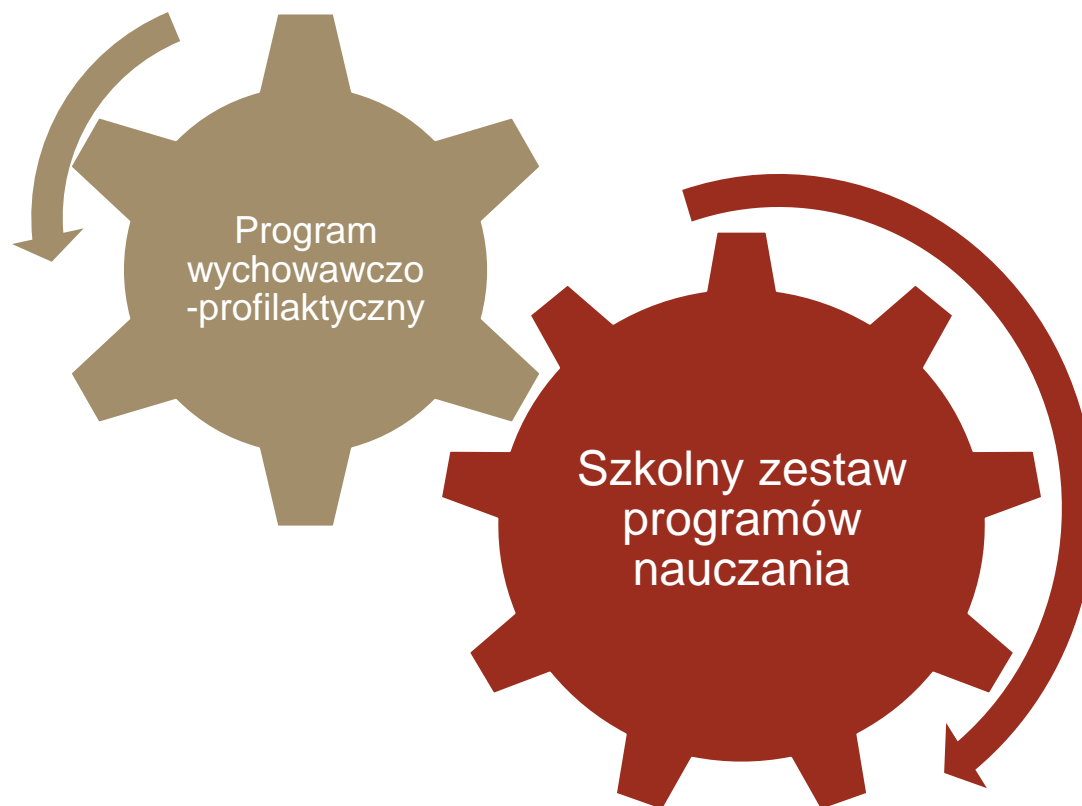 Program
wychowawczo
-profilaktyczny
Szkolny zestaw
programów
nauczania